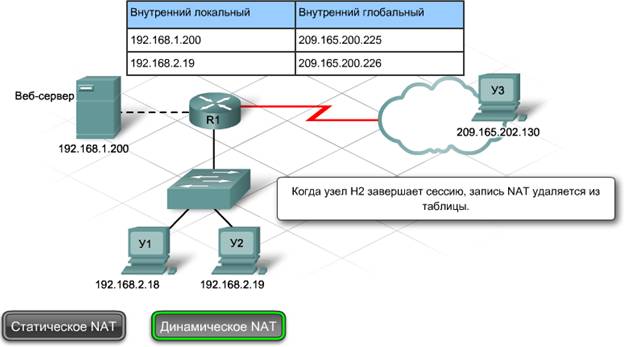 Внутренний локальный Внутренний глобальный
192.168.1.200 209.165.200.225
192.168.2.19 209.165.200.226
Веб-сервер
192.168.1.200
R1
У3
209.165.202.130
Когда узел H2 завершает сессию, запись NAT удаляется из
таблицы.
У1 У2
192.168.2.18 192.168.2.19
Статическое NAT Динамическое NAT